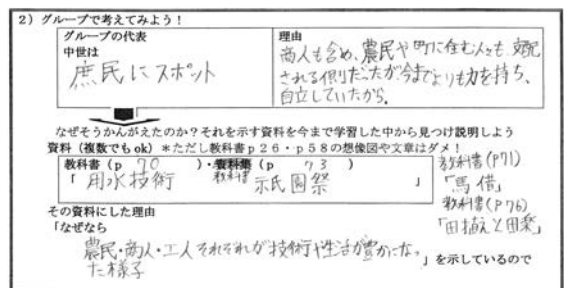 2）グループで考えてみよう！
グループの代表
中世は
庶民にスポット
理由
商人も含め、農民や町に住む人々も、支配
される側だったが今までよりも力を持ち、
自立していたから。
なぜそうかんがえたのか？それを示す資料を今まで学習した中から見つけ説明しよう
資料（複数でもok）＊ただし教科書ｐ26・ｐ58の想像図や文章はダメ！
教科書（ｐ 70 ）・資料集（ｐ 73 ）
教科書
「 用水技術 祇園祭 」
教科書(P71)
「馬借」
教科書(P76)
「田植えと田楽」
その資料にした理由
「なぜなら
農民・商人・工人それぞれが技術や生活が豊かになっ
た様子
」を示しているので